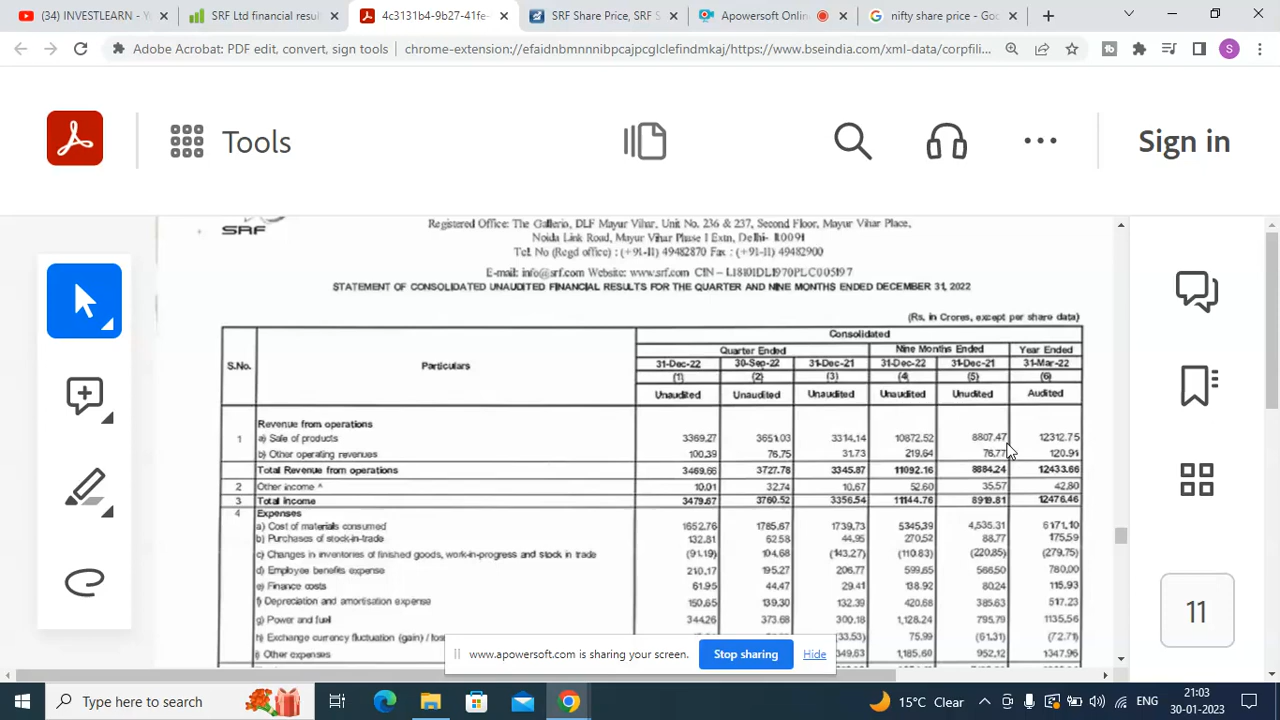 (34) INVESTLEARN - Y
SRF Ltd financial resul
4c3131b4-9b27-41fe-
SRF Share Price, SRF S
Apowersoft Onlin
nifty share price - Goo
Adobe Acrobat: PDF edit, convert, sign tools
chrome-extension://efaidnbmnnnibpcajpcglclefindmkaj/https://www.bseindia.com/xml-data/corpfili...
S
Tools
Sign in
SRF
Registered Office: The Galleria, DLF Mayur Vihar, Unit No. 236 & 237, Second Floor, Mayur Vihar Place,
Noida Link Road, Mayur Vihar Phase I Extn, Delhi- 110091
Tel. No (Regd office) : (+91-11) 49482870 Fax : (+91-11) 49482900
E-mail: info@srf.com Website: www.srf.com CIN – L18101DL1970PLC005197
STATEMENT OF CONSOLIDATED UNAUDITED FINANCIAL RESULTS FOR THE QUARTER AND NINE MONTHS ENDED DECEMBER 31, 2022
(Rs. in Crores, except per share data)
Consolidated
S.No. Particulars Quarter Ended Nine Months Ended Year Ended
31-Dec-22 30-Sep-22 31-Dec-21 31-Dec-22 31-Dec-21 31-Mar-22
(1) (2) (3) (4) (5) (6)
Unaudited Unaudited Unaudited Unaudited Unudited Audited
Revenue from operations
1 a) Sale of products 3369.27 3651.03 3314.14 10872.52 8807.47 12312.75
b) Other operating revenues 100.39 76.75 31.73 219.64 76.77 120.91
Total Revenue from operations 3469.66 3727.78 3345.87 11092.16 8884.24 12433.66
2 Other income ^ 10.01 32.74 10.67 52.60 35.57 42.80
3 Total Income 3479.67 3760.52 3356.54 11144.76 8919.81 12476.46
4 Expenses
a) Cost of materials consumed 1652.76 1785.67 1739.73 5345.39 4,535.31 6171.10
b) Purchases of stock-in-trade 132.81 62.58 44.95 270.52 88.77 175.59
c) Changes in inventories of finished goods, work-in-progress and stock in trade (91.19) 104.68 (143.27) (110.83) (220.85) (279.75)
d) Employee benefits expense 210.17 195.27 206.77 599.65 566.50 780.00
e) Finance costs 61.95 44.47 29.41 138.92 80.24 115.93
f) Depreciation and amortisation expense 150.65 139.30 132.39 420.68 385.63 517.23
g) Power and fuel 344.26 373.68 300.18 1,128.24 795.79 1135.56
h) Exchange currency fluctuation (gain) / loss 75.99 (61.31) (72.71)
i) Other expenses 1,185.60 952.12 1347.96
www.apowersoft.com is sharing your screen.
Stop sharing
Hide
11
Type here to search
15°C Clear
ENG
21:03
30-01-2023